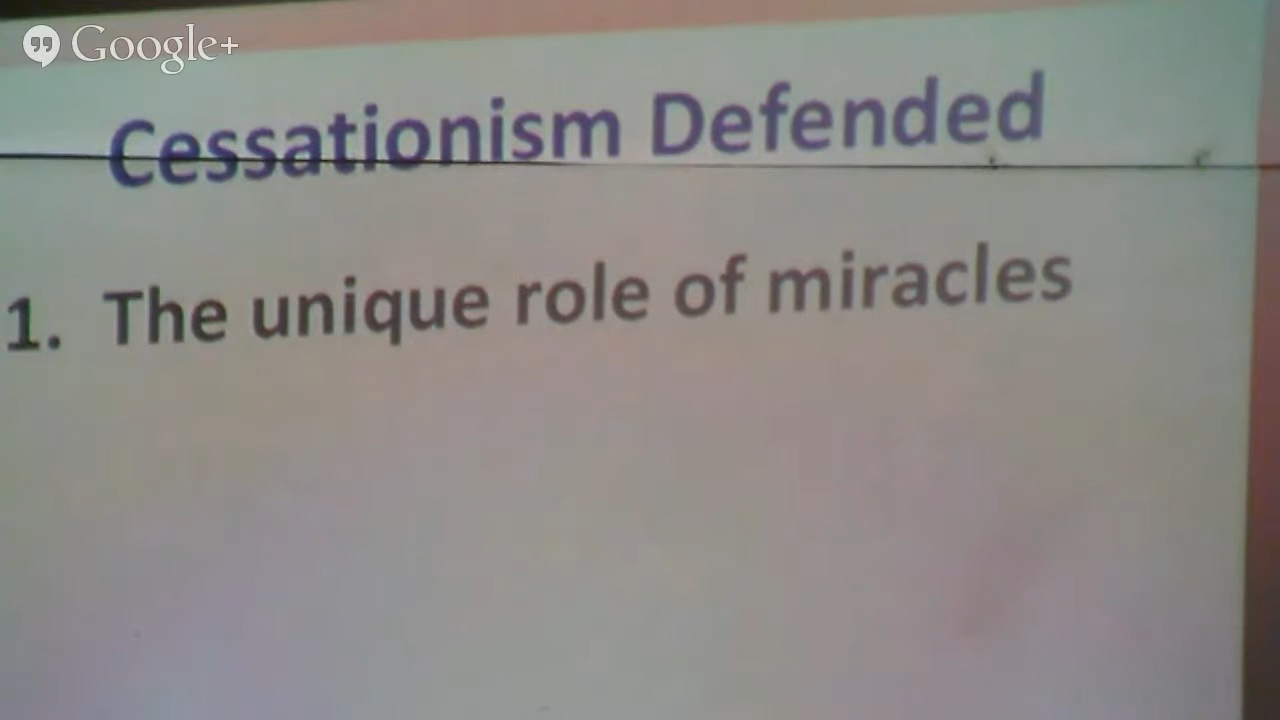 Google+
Cessationism Defended
1. The unique role of miracles